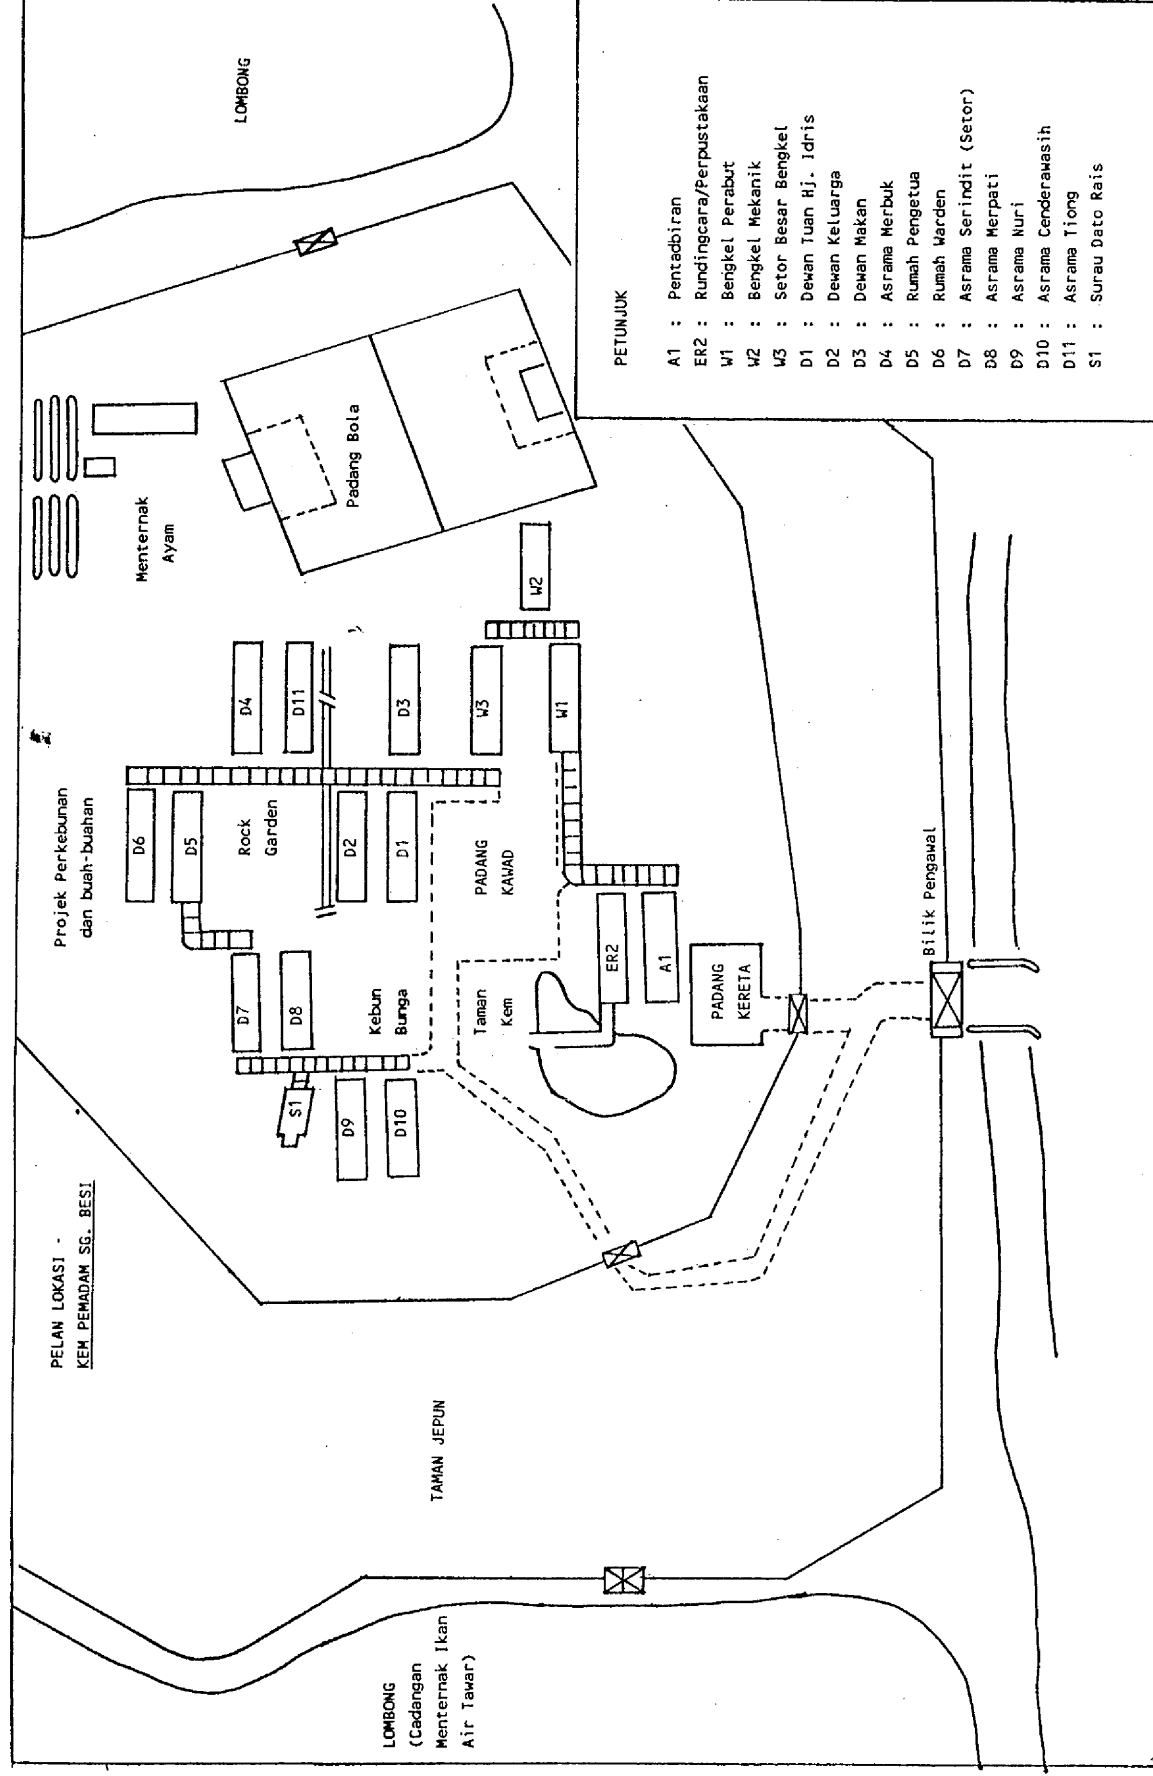 PELAN LOKASI -
KEM PEMADAM SG. BESI
Projek Perkebunan
dan buah-buahan
Menternak
Ayam
LOMBONG
D6
D5
D4
Rock
Garden
D11
D7
D8
S1
D2
D9
Padang Bola
D3
D1
Kebun
Bunga
D10
TAMAN JEPUN
LOMBONG
(Cadangan
Menternak Ikan
Air Tawar)
W3
PADANG
KAWAD
Taman
Kem
W2
W1
ER2
A1
PADANG
KERETA
Bilik Pengawal
PETUNJUK
A1 : Pentadbiran
ER2 : Rundingcara/Perpustakaan
W1 : Bengkel Perabut
W2 : Bengkel Mekanik
W3 : Setor Besar Bengkel
D1 : Dewan Tuan Hj. Idris
D2 : Dewan Keluarga
D3 : Dewan Makan
D4 : Asrama Merbuk
D5 : Rumah Pengetua
D6 : Rumah Warden
D7 : Asrama Serindit (Setor)
D8 : Asrama Merpati
D9 : Asrama Nuri
D10 : Asrama Cenderawasih
D11 : Asrama Tiong
S1 : Surau Dato Rais